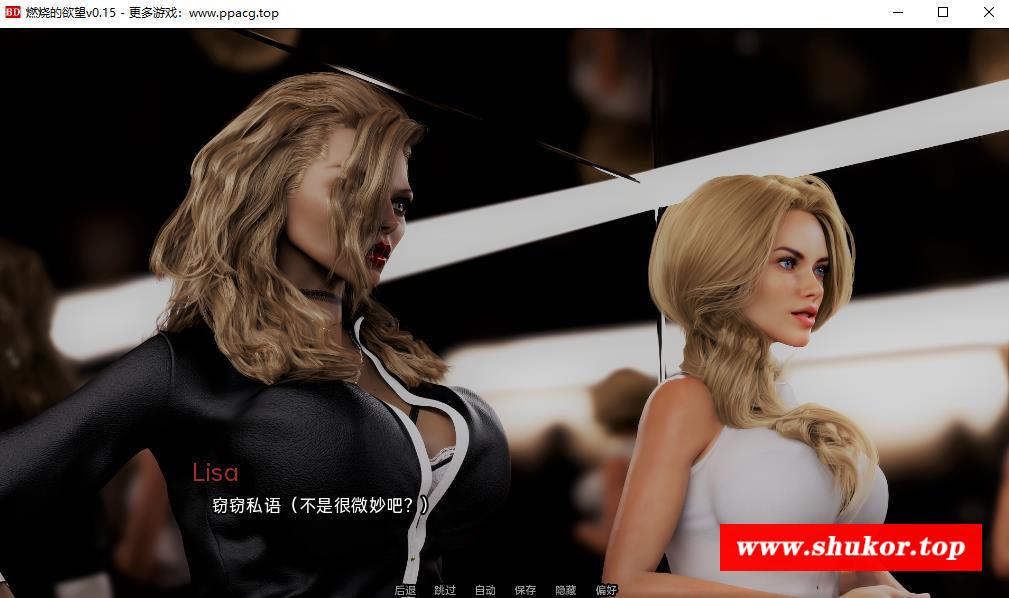 BD 燃烧的欲望v0.15 - 更多游戏：www.ppacg.top
Lisa
窃窃私语（不是很微妙吧？）
www.shukor.top
后退 跳过 自动 保存 隐藏 偏好